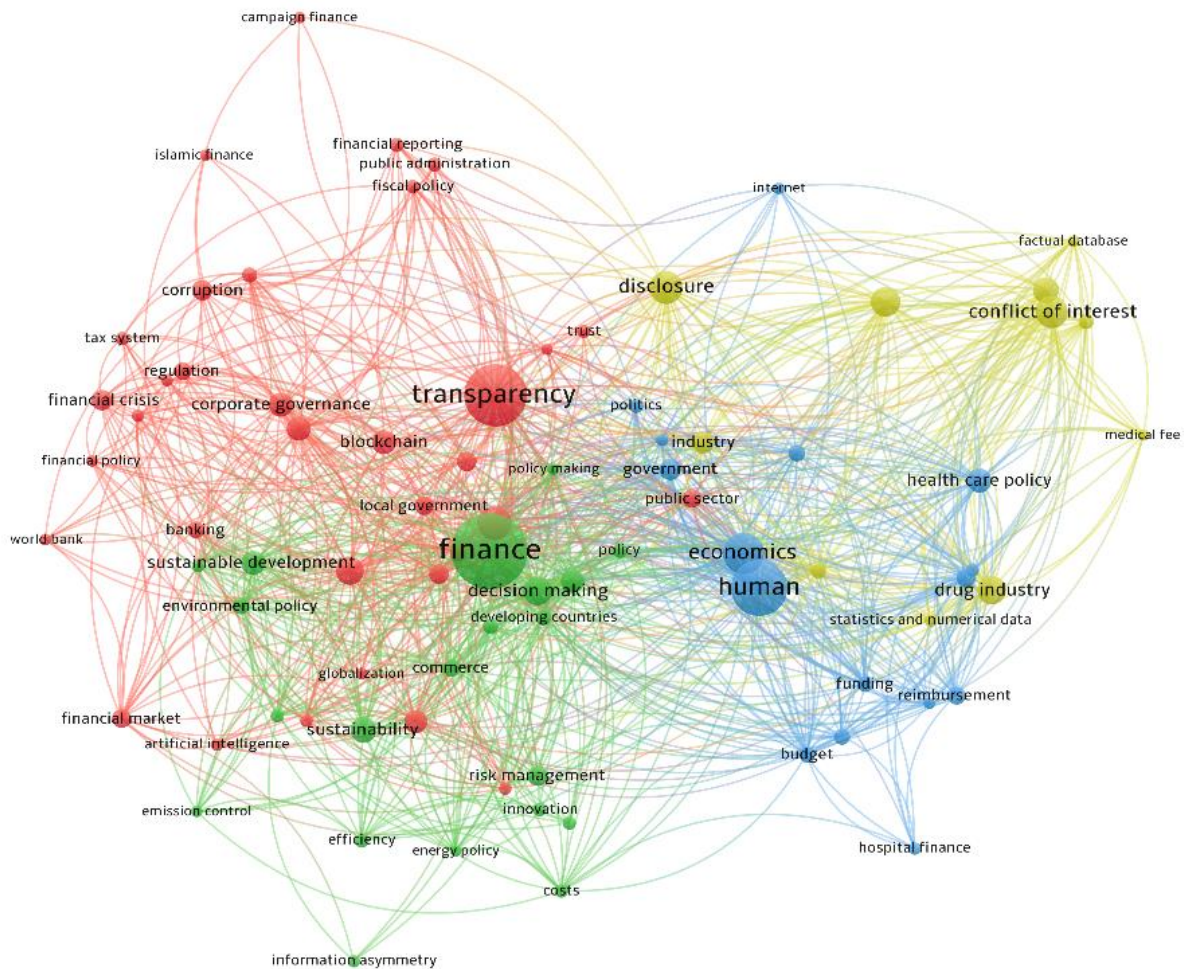 campaign finance
financial reporting
islamic finance
public administration
fiscal policy
internet
factual database
disclosure
corruption
conflict of interest
trust
tax system
regulation
transparency
financial crisis
corporate governance
politics
medical fee
blockchain
industry
financial policy
policy making
government
health care policy
public sector
local government
banking
world bank
finance
policy
economics
sustainable development
human
decision making
drug industry
environmental policy
developing countries
statistics and numerical data
globalization
commerce
funding
reimbursement
financial market
sustainability
artificial intelligence
budget
risk management
emission control
innovation
efficiency
energy policy
hospital finance
costs
information asymmetry